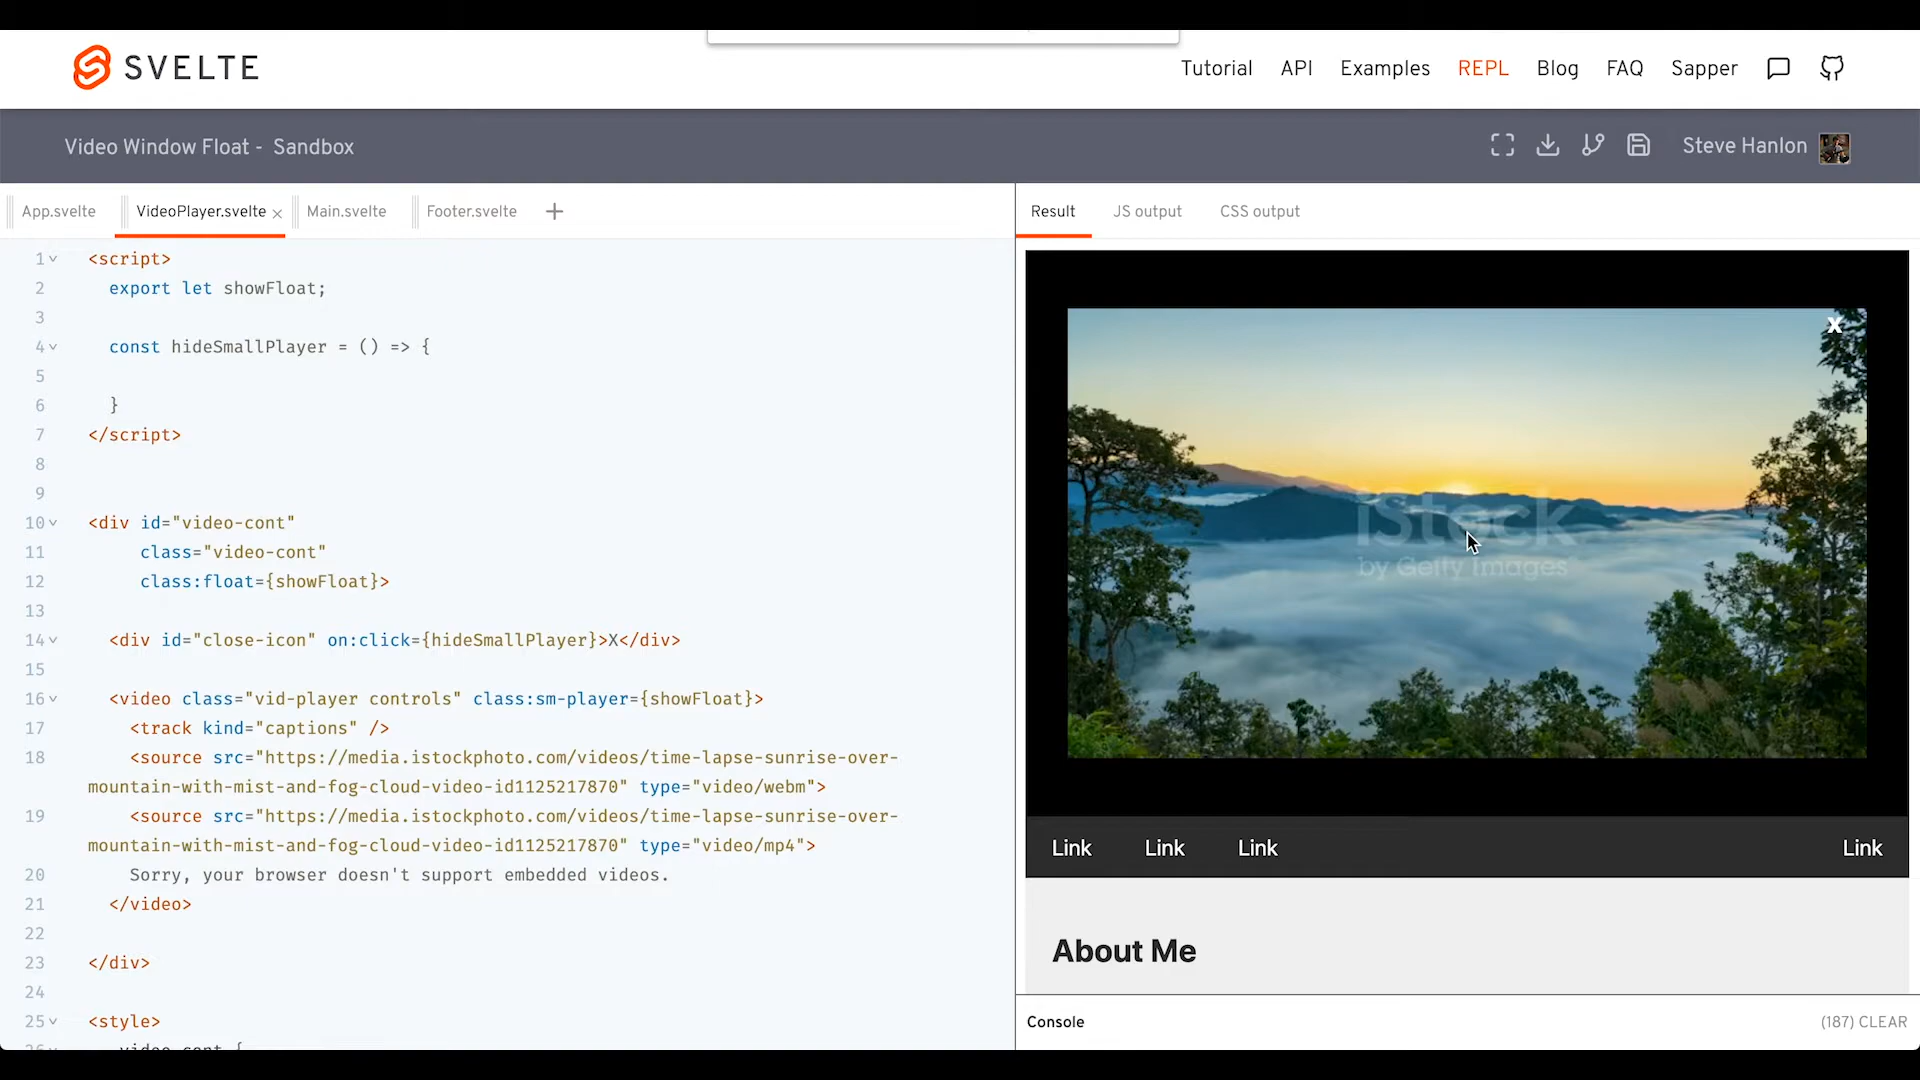 SVELTE
Tutorial API Examples REPL Blog FAQ Sapper
Video Window Float - Sandbox
Steve Hanlon
App.svelte VideoPlayer.svelte × Main.svelte Footer.svelte +
Result JS output CSS output
1 <script>
2 export let showFloat;
3
4 const hideSmallPlayer = () => {
5
6 }
7 </script>
8
9
10 <div id="video-cont"
11 class="video-cont"
12 class:float={showFloat}>
13
14 <div id="close-icon" on:click={hideSmallPlayer}>X</div>
15
16 <video class="vid-player controls" class:sm-player={showFloat}>
17 <track kind="captions" />
18 <source src="https://media.istockphoto.com/videos/time-lapse-sunrise-over-
mountain-with-mist-and-fog-cloud-video-id1125217870" type="video/webm">
19 <source src="https://media.istockphoto.com/videos/time-lapse-sunrise-over-
mountain-with-mist-and-fog-cloud-video-id1125217870" type="video/mp4">
20 Sorry, your browser doesn't support embedded videos.
21 </video>
22
23 </div>
24
25 <style>
X
iStock
by Getty Images
Link Link Link Link
About Me
Console (187) CLEAR